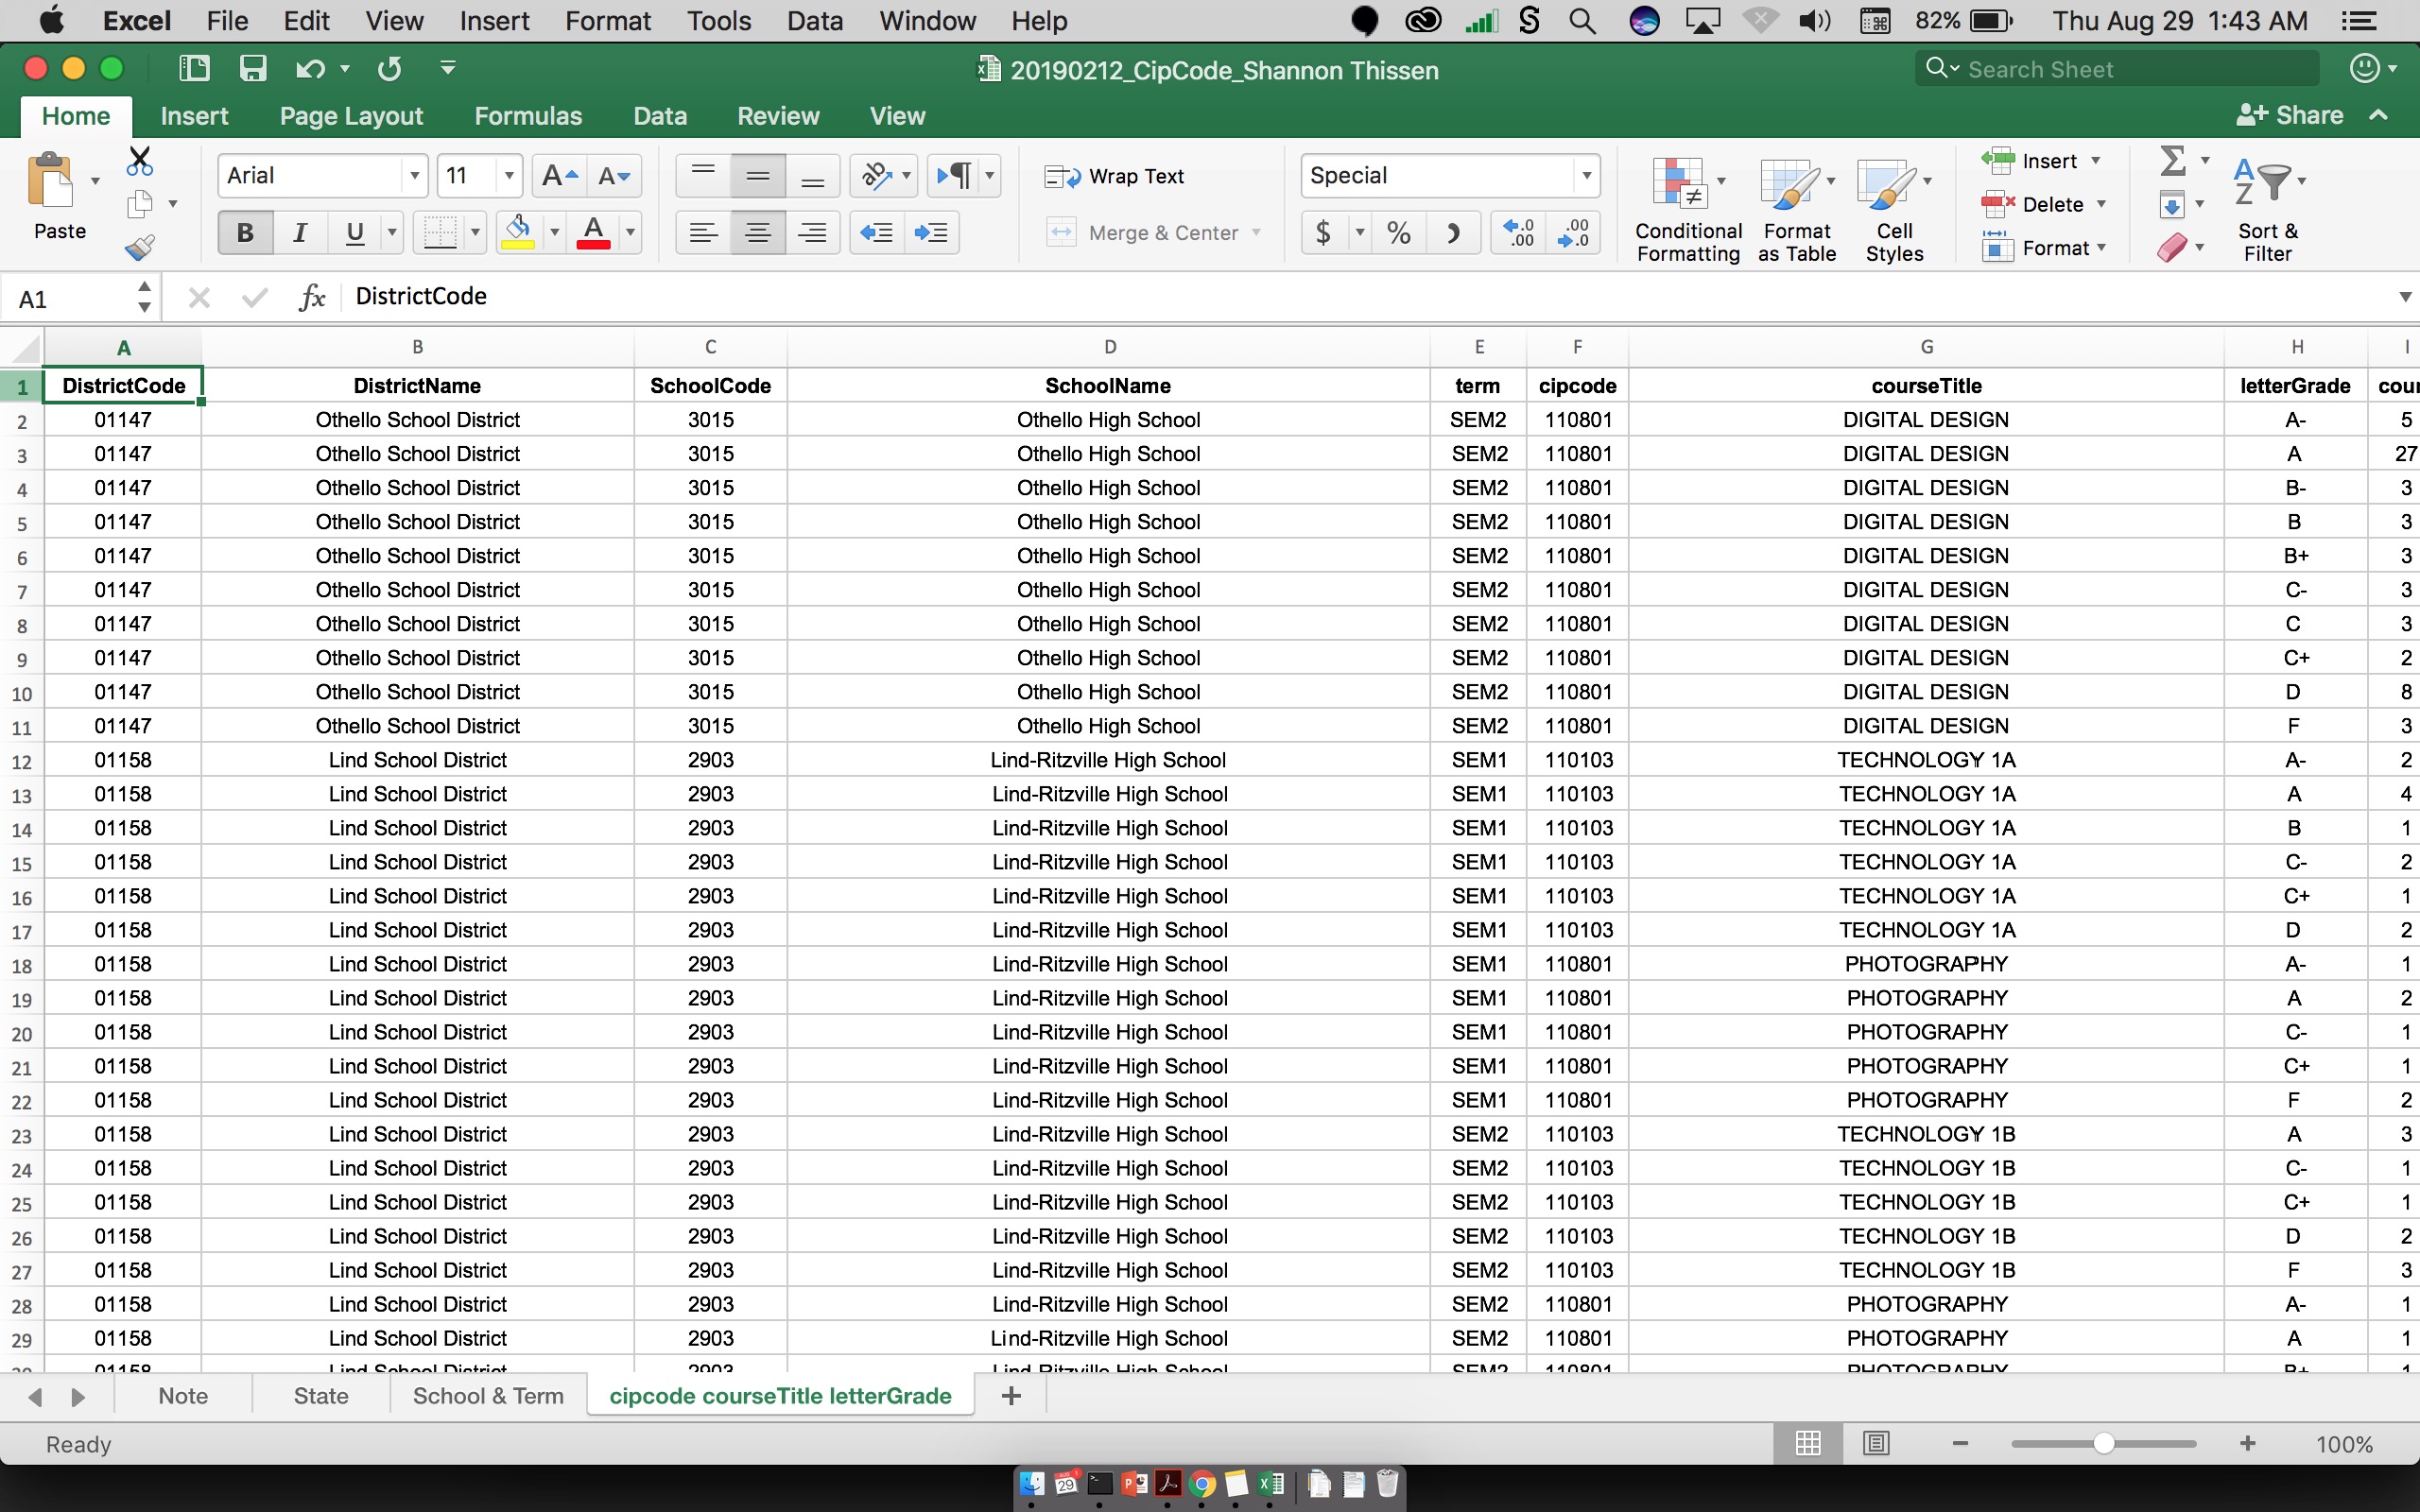 Excel File Edit View Insert Format Tools Data Window Help 82% Thu Aug 29 1:43 AM
20190212_CipCode_Shannon Thissen Search Sheet
Home Insert Page Layout Formulas Data Review View Share
Paste Arial 11 Wrap Text Special Conditional Formatting Format as Table Cell Styles Insert Sort & Filter
B I U A Merge & Center $ % Delete
Format
A1 fx DistrictCode
A B C D E F G H I
1 DistrictCode DistrictName SchoolCode SchoolName term cipcode courseTitle letterGrade cour
2 01147 Othello School District 3015 Othello High School SEM2 110801 DIGITAL DESIGN A- 5
3 01147 Othello School District 3015 Othello High School SEM2 110801 DIGITAL DESIGN A 27
4 01147 Othello School District 3015 Othello High School SEM2 110801 DIGITAL DESIGN B- 3
5 01147 Othello School District 3015 Othello High School SEM2 110801 DIGITAL DESIGN B 3
6 01147 Othello School District 3015 Othello High School SEM2 110801 DIGITAL DESIGN B+ 3
7 01147 Othello School District 3015 Othello High School SEM2 110801 DIGITAL DESIGN C- 3
8 01147 Othello School District 3015 Othello High School SEM2 110801 DIGITAL DESIGN C 3
9 01147 Othello School District 3015 Othello High School SEM2 110801 DIGITAL DESIGN C+ 2
10 01147 Othello School District 3015 Othello High School SEM2 110801 DIGITAL DESIGN D 8
11 01147 Othello School District 3015 Othello High School SEM2 110801 DIGITAL DESIGN F 3
12 01158 Lind School District 2903 Lind-Ritzville High School SEM1 110103 TECHNOLOGY 1A A- 2
13 01158 Lind School District 2903 Lind-Ritzville High School SEM1 110103 TECHNOLOGY 1A A 4
14 01158 Lind School District 2903 Lind-Ritzville High School SEM1 110103 TECHNOLOGY 1A B 1
15 01158 Lind School District 2903 Lind-Ritzville High School SEM1 110103 TECHNOLOGY 1A C- 2
16 01158 Lind School District 2903 Lind-Ritzville High School SEM1 110103 TECHNOLOGY 1A C+ 1
17 01158 Lind School District 2903 Lind-Ritzville High School SEM1 110103 TECHNOLOGY 1A D 2
18 01158 Lind School District 2903 Lind-Ritzville High School SEM1 110801 PHOTOGRAPHY A- 1
19 01158 Lind School District 2903 Lind-Ritzville High School SEM1 110801 PHOTOGRAPHY A 2
20 01158 Lind School District 2903 Lind-Ritzville High School SEM1 110801 PHOTOGRAPHY C- 1
21 01158 Lind School District 2903 Lind-Ritzville High School SEM1 110801 PHOTOGRAPHY C+ 1
22 01158 Lind School District 2903 Lind-Ritzville High School SEM1 110801 PHOTOGRAPHY F 2
23 01158 Lind School District 2903 Lind-Ritzville High School SEM2 110103 TECHNOLOGY 1B A 3
24 01158 Lind School District 2903 Lind-Ritzville High School SEM2 110103 TECHNOLOGY 1B C- 1
25 01158 Lind School District 2903 Lind-Ritzville High School SEM2 110103 TECHNOLOGY 1B C+ 1
26 01158 Lind School District 2903 Lind-Ritzville High School SEM2 110103 TECHNOLOGY 1B D 2
27 01158 Lind School District 2903 Lind-Ritzville High School SEM2 110103 TECHNOLOGY 1B F 3
28 01158 Lind School District 2903 Lind-Ritzville High School SEM2 110801 PHOTOGRAPHY A- 1
29 01158 Lind School District 2903 Lind-Ritzville High School SEM2 110801 PHOTOGRAPHY A 1
30 01158 Lind School District 2903 Lind-Ritzville High School SEM2 110801 PHOTOGRAPHY B+ 1
Note State School & Term cipcode courseTitle letterGrade +
Ready 100%